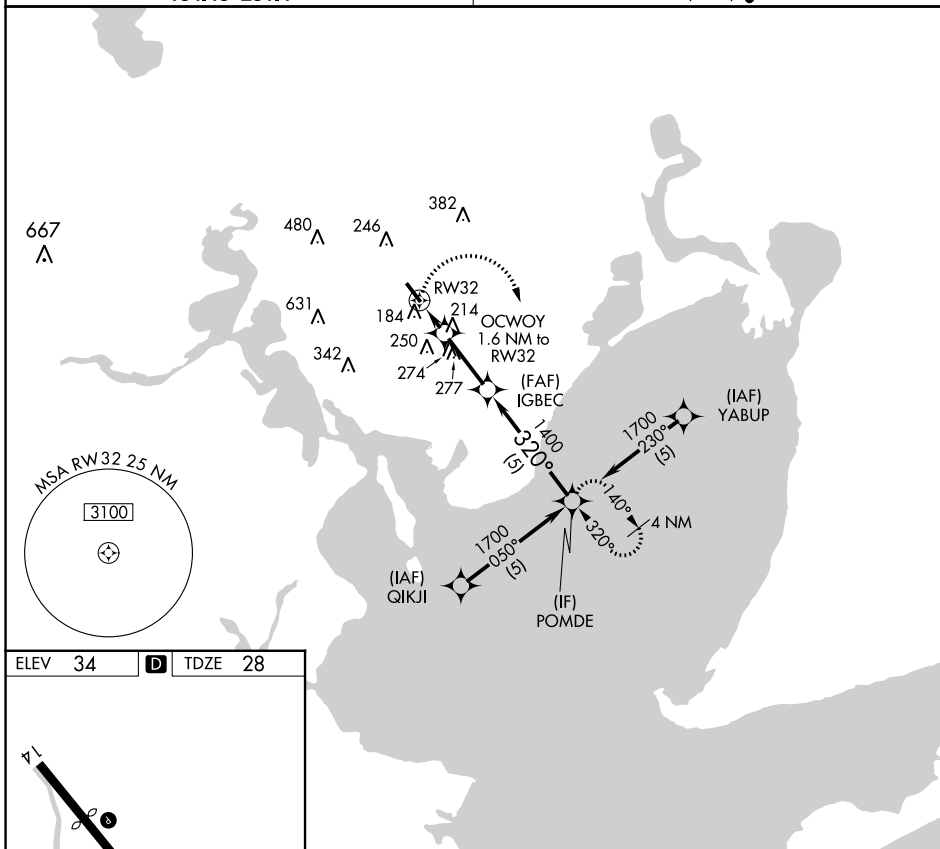 667
480
246
382
RW32
631
184
214
OCWOY
1.6 NM to
RW32
250
342
274
277
(FAF)
IGBEC
1400
320°
(5)
(IAF)
YABUP
1700
230°
(5)
140°
320°
4 NM
MSA RW32 25 NM
3100
1700
050°
(5)
(IAF)
QIKJI
(IF)
POMDE
ELEV 34 D TDZE 28
14